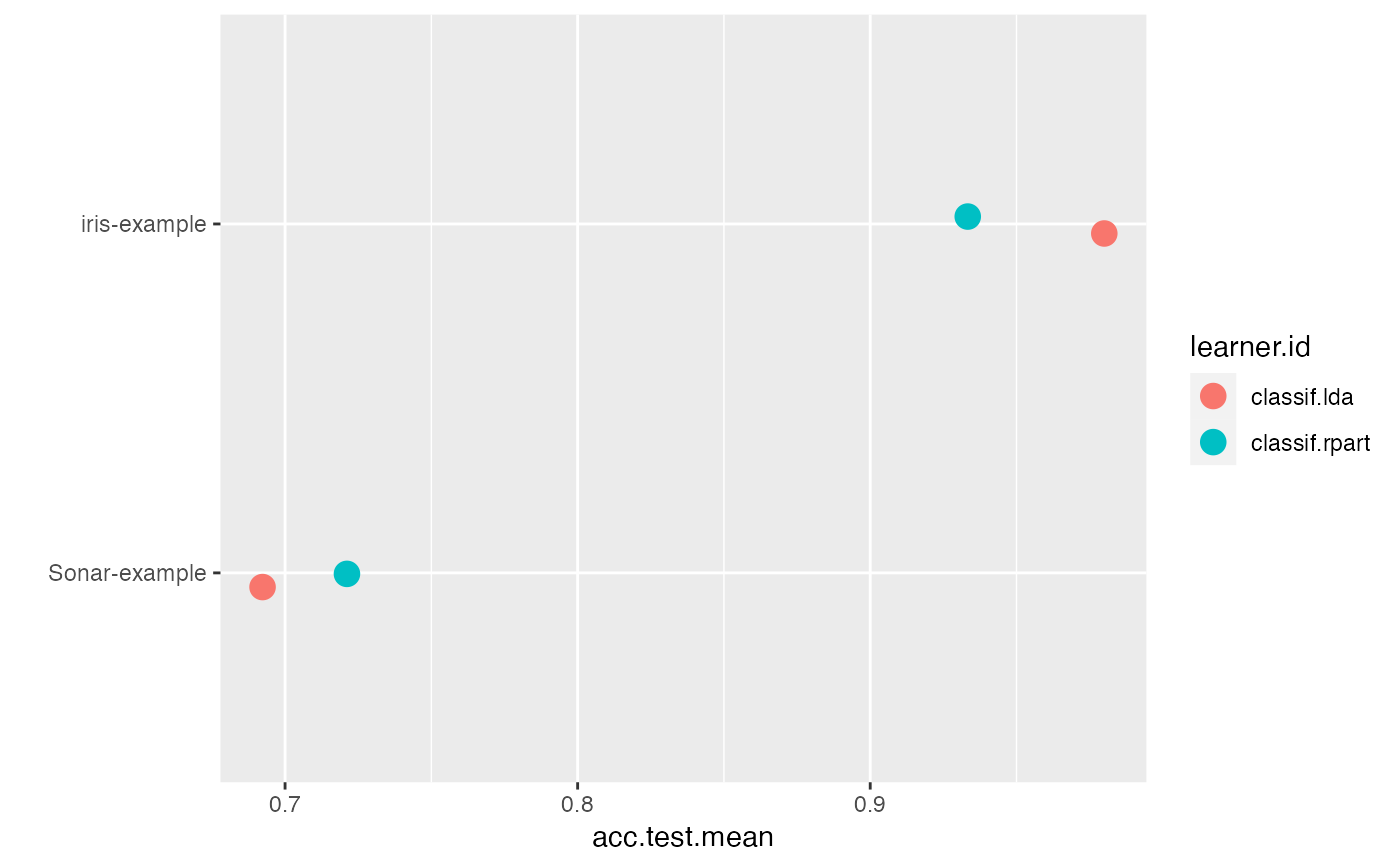 iris-example
Sonar-example
0.7
0.8
0.9
acc.test.mean
learner.id
classif.lda
classif.rpart